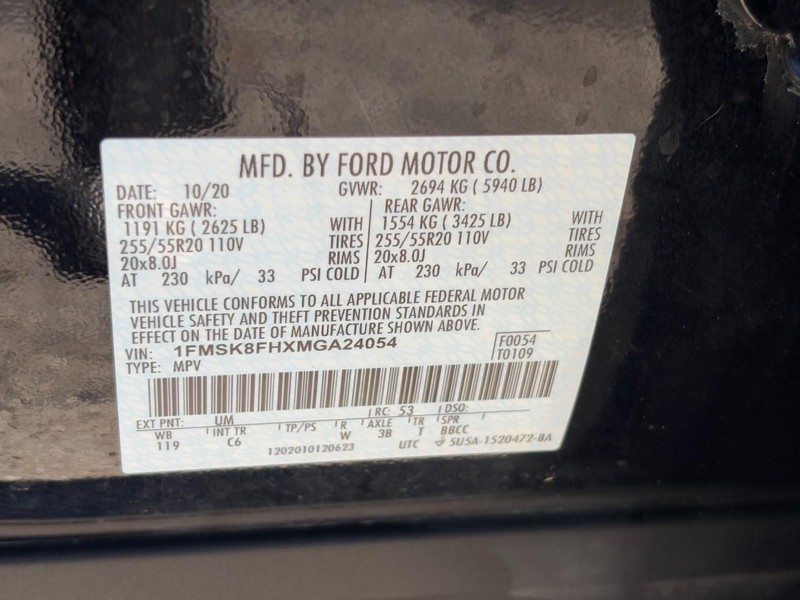 MFD. BY FORD MOTOR CO.
DATE: 10/20 GVWR: 2694 KG ( 5940 LB)
FRONT GAWR: REAR GAWR:
1191 KG ( 2625 LB) WITH 1554 KG ( 3425 LB) WITH
255/55R20 110V TIRES 255/55R20 110V TIRES
20x8.0J RIMS 20x8.0J RIMS
AT 230 kPa/ 33 PSI COLD AT 230 kPa/ 33 PSI COLD
THIS VEHICLE CONFORMS TO ALL APPLICABLE FEDERAL MOTOR
VEHICLE SAFETY AND THEFT PREVENTION STANDARDS IN
EFFECT ON THE DATE OF MANUFACTURE SHOWN ABOVE.
VIN: 1FMSK8FHXMGA24054 F0054
TYPE: MPV T0109
EXT PNT: UM RC: 53 DSO:
WB INT TR TP/PS R AXLE TR SPR
119 C6 W 3B T BBCC
1202010120623 UTC 5U5A-1520472-BA